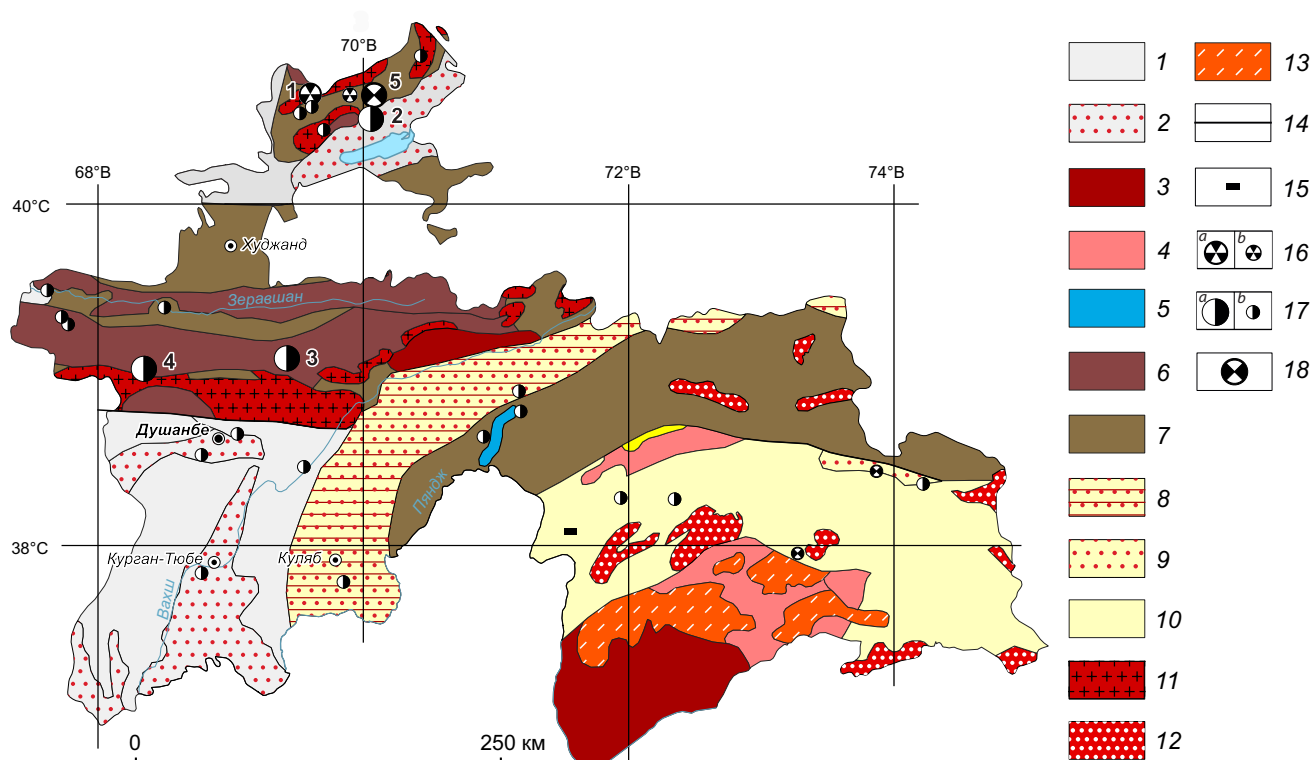 70°В
1
5
2
68°В
72°В
74°В
40°С
Худжанд
Зеравшан
4
3
Душанбе
Пяндж
38°С
Курган-Тюбе
Куляб
Вахш
0
250 км
1
2
3
4
5
6
7
8
9
10
11
12
13
14
15
a b
16
a b
17
18